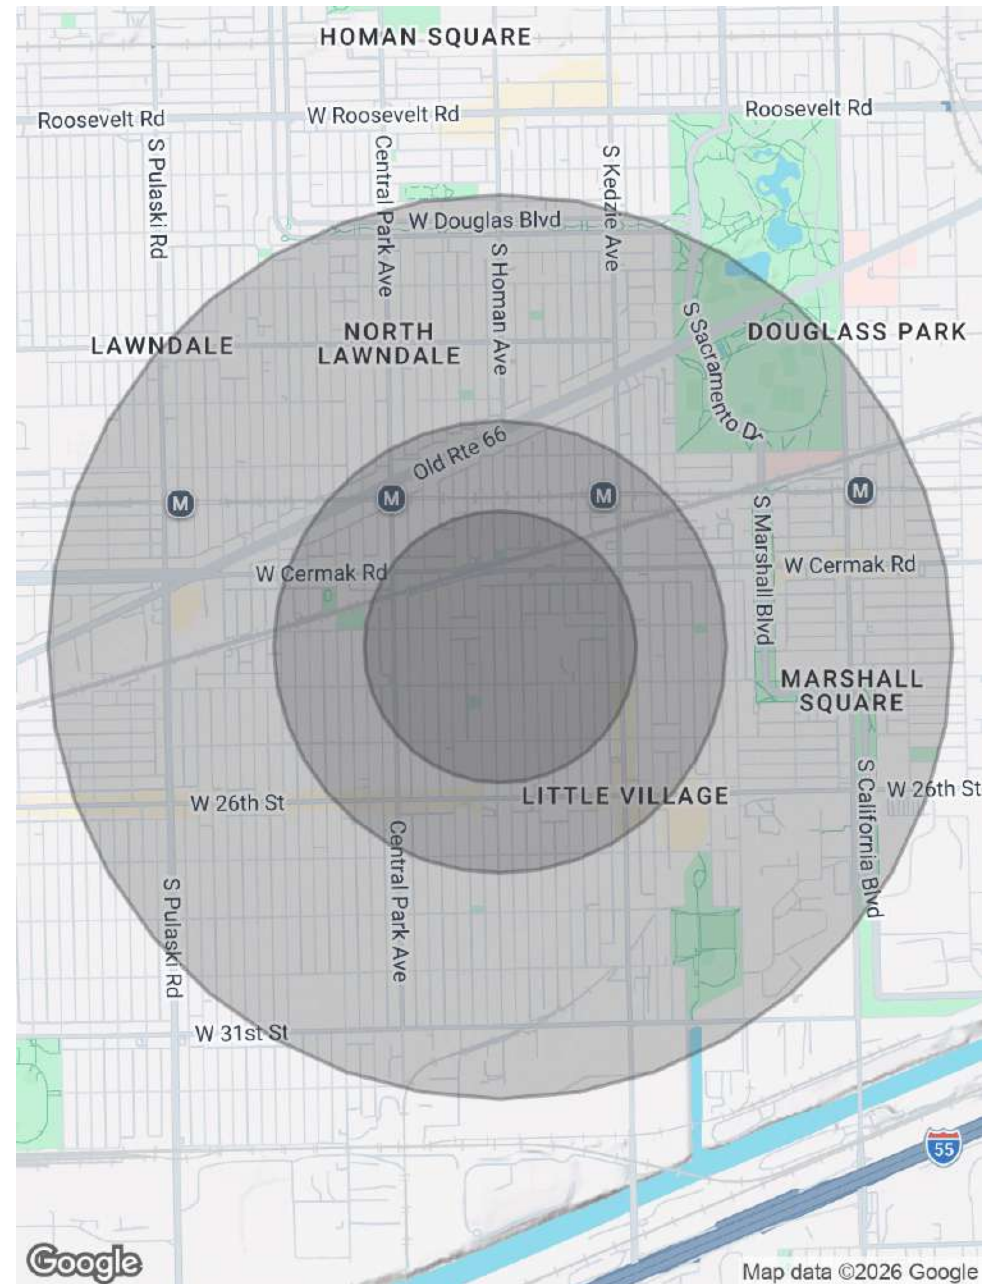 HOMAN SQUARE
Roosevelt Rd
W Roosevelt Rd
Roosevelt Rd
S Pulaski Rd
Central Park Ave
S Kedzie Ave
W Douglas Blvd
S Homan Ave
LAWNDALE
NORTH
LAWNDALE
S Sacramento Dr
DOUGLASS PARK
Old Rte 66
M
M
M
M
S Marshall Blvd
W Cermak Rd
W Cermak Rd
MARSHALL
SQUARE
W 26th St
LITTLE VILLAGE
W 26th St
S California Blvd
Central Park Ave
S Pulaski Rd
W 31st St
55
Google
Map data ©2026 Google